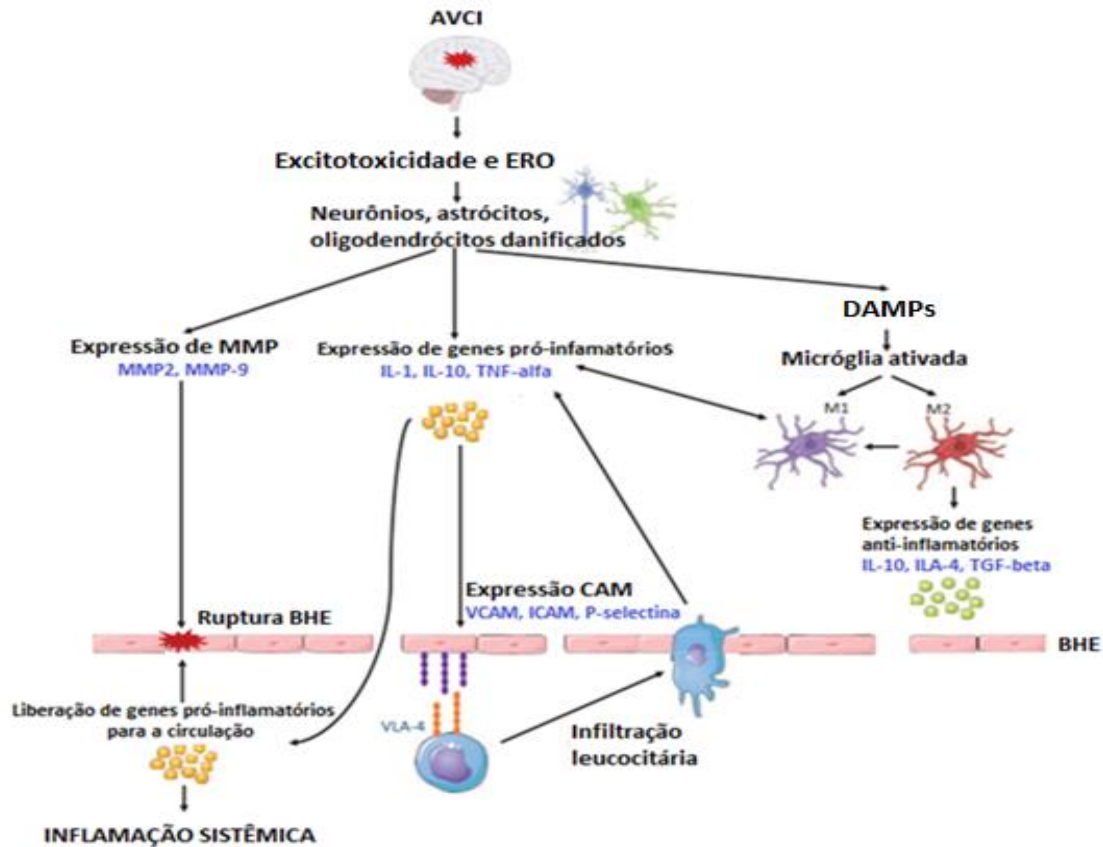 AVCI
Excitotoxicidade e ERO
Neurônios, astrócitos,
oligodendrócitos danificados
DAMPs
Expressão de MMP
MMP2, MMP-9
Expressão de genes pró-infamatóriós
IL-1, IL-10, TNF-alfa
Micróglia ativada
M1
M2
Expressão de genes
anti-inflamatórios
IL-10, ILA-4, TGF-beta
Expressão CAM
VCAM, ICAM, P-selectina
Ruptura BHE
BHE
Liberação de genes pró-inflamatórios
para a circulação
VLA-4
Infiltração
leucocitária
INFLAMAÇÃO SISTÊMICA